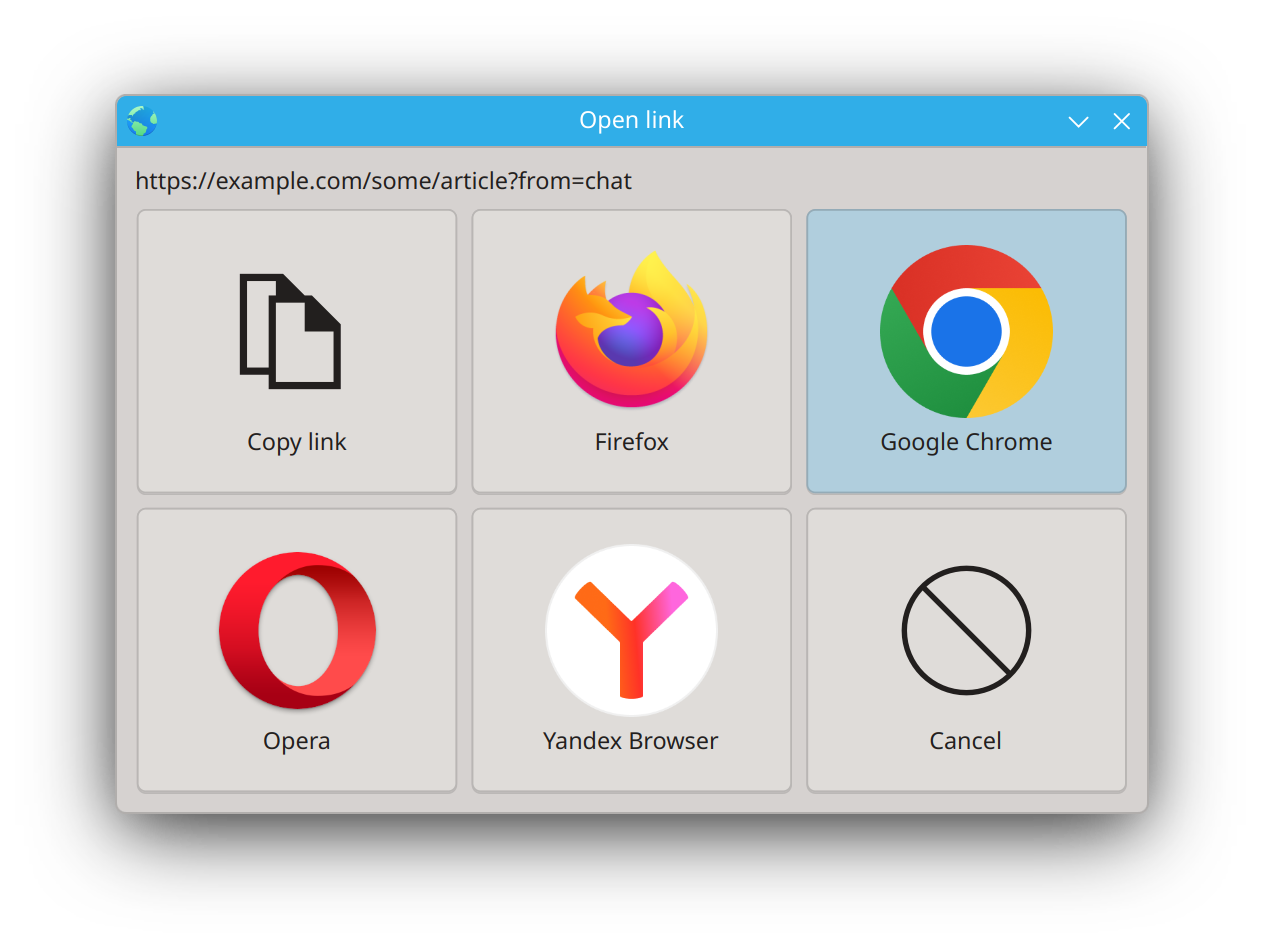 Open link
https://example.com/some/article?from=chat
Copy link
Firefox
Google Chrome
Opera
Yandex Browser
Cancel